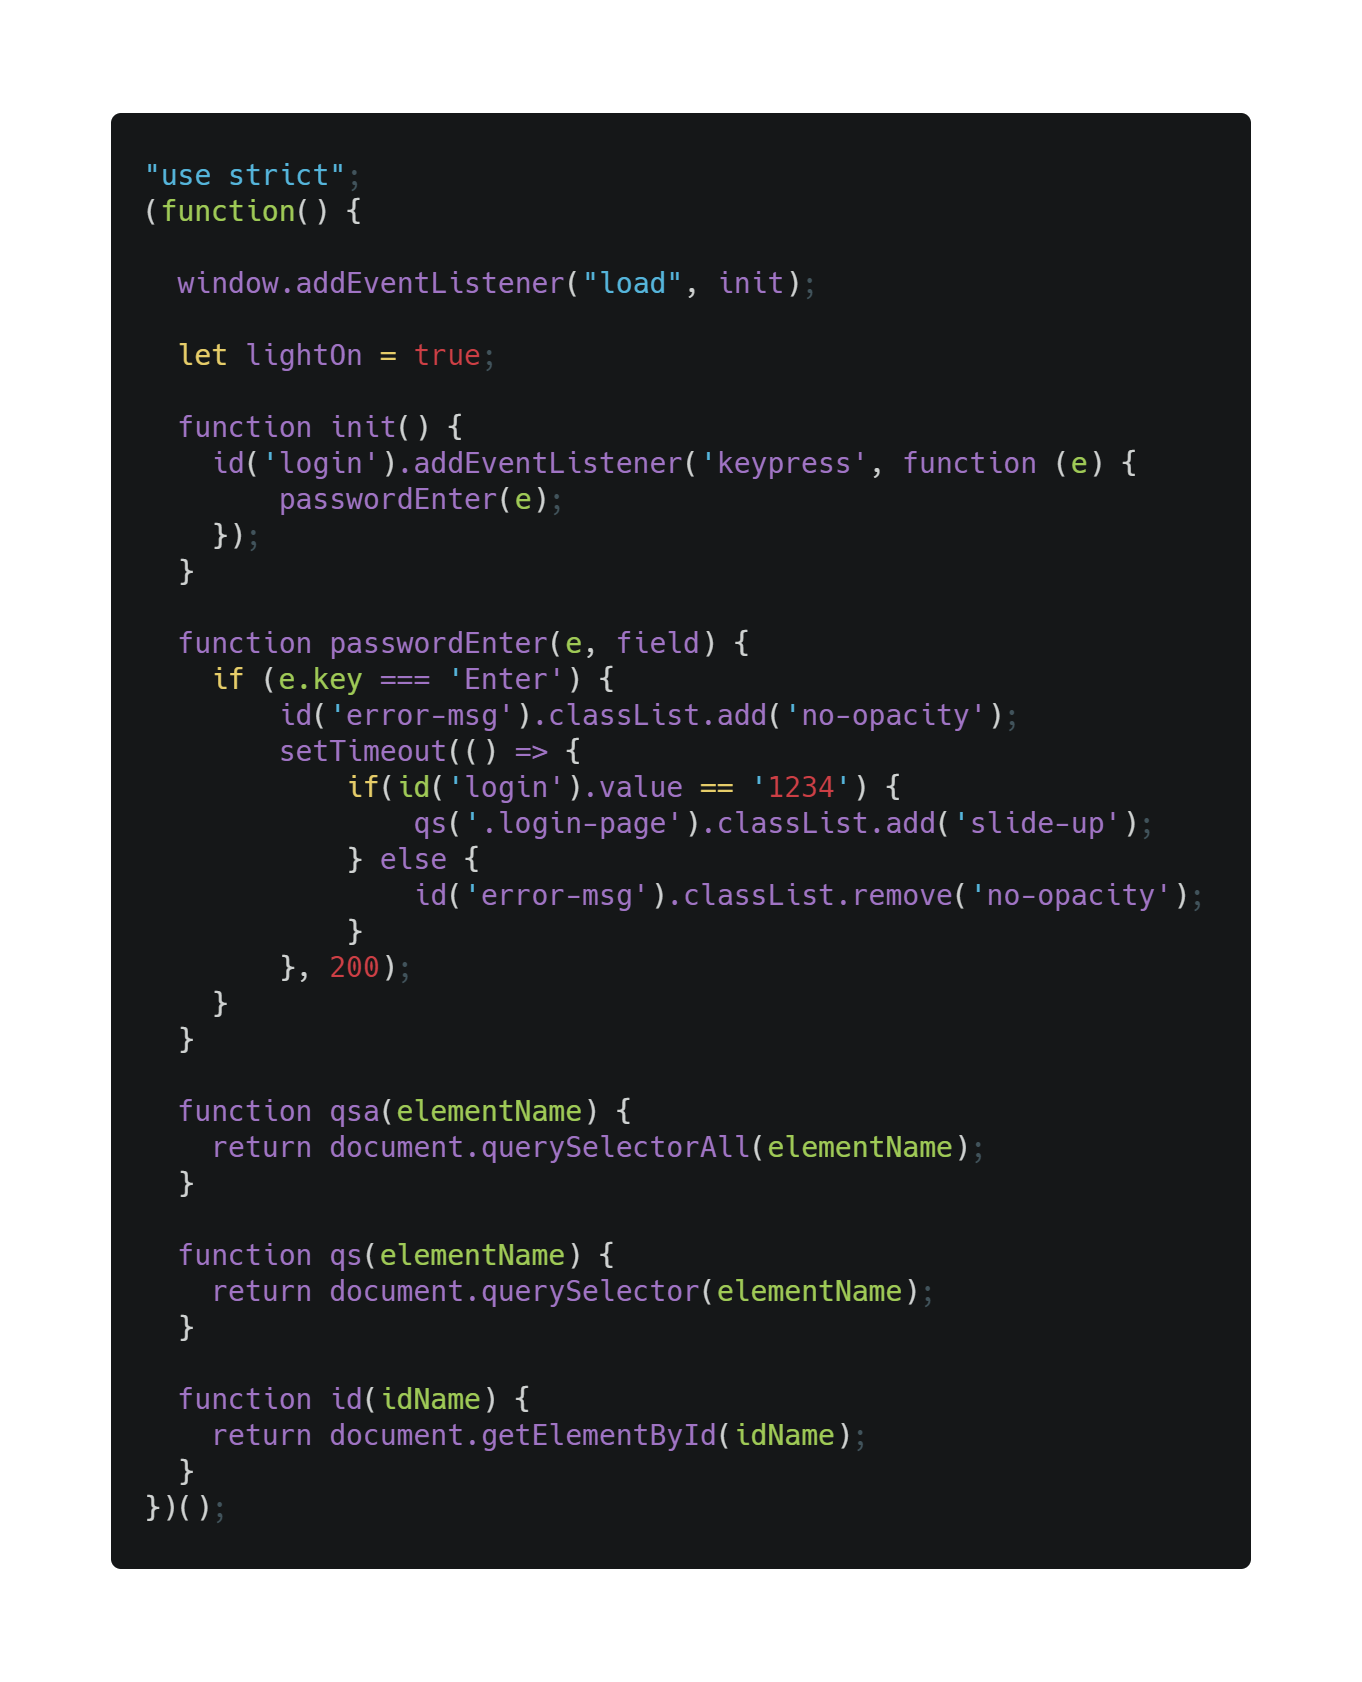 "use strict";
(function() {

  window.addEventListener("load", init);

  let lightOn = true;

  function init() {
    id('login').addEventListener('keypress', function (e) {
        passwordEnter(e);
    });
  }

  function passwordEnter(e, field) {
    if (e.key === 'Enter') {
        id('error-msg').classList.add('no-opacity');
        setTimeout(() => {
            if(id('login').value == '1234') {
                qs('.login-page').classList.add('slide-up');
            } else {
                id('error-msg').classList.remove('no-opacity');
            }
        }, 200);
    }
  }

  function qsa(elementName) {
    return document.querySelectorAll(elementName);
  }

  function qs(elementName) {
    return document.querySelector(elementName);
  }

  function id(idName) {
    return document.getElementById(idName);
  }
})();